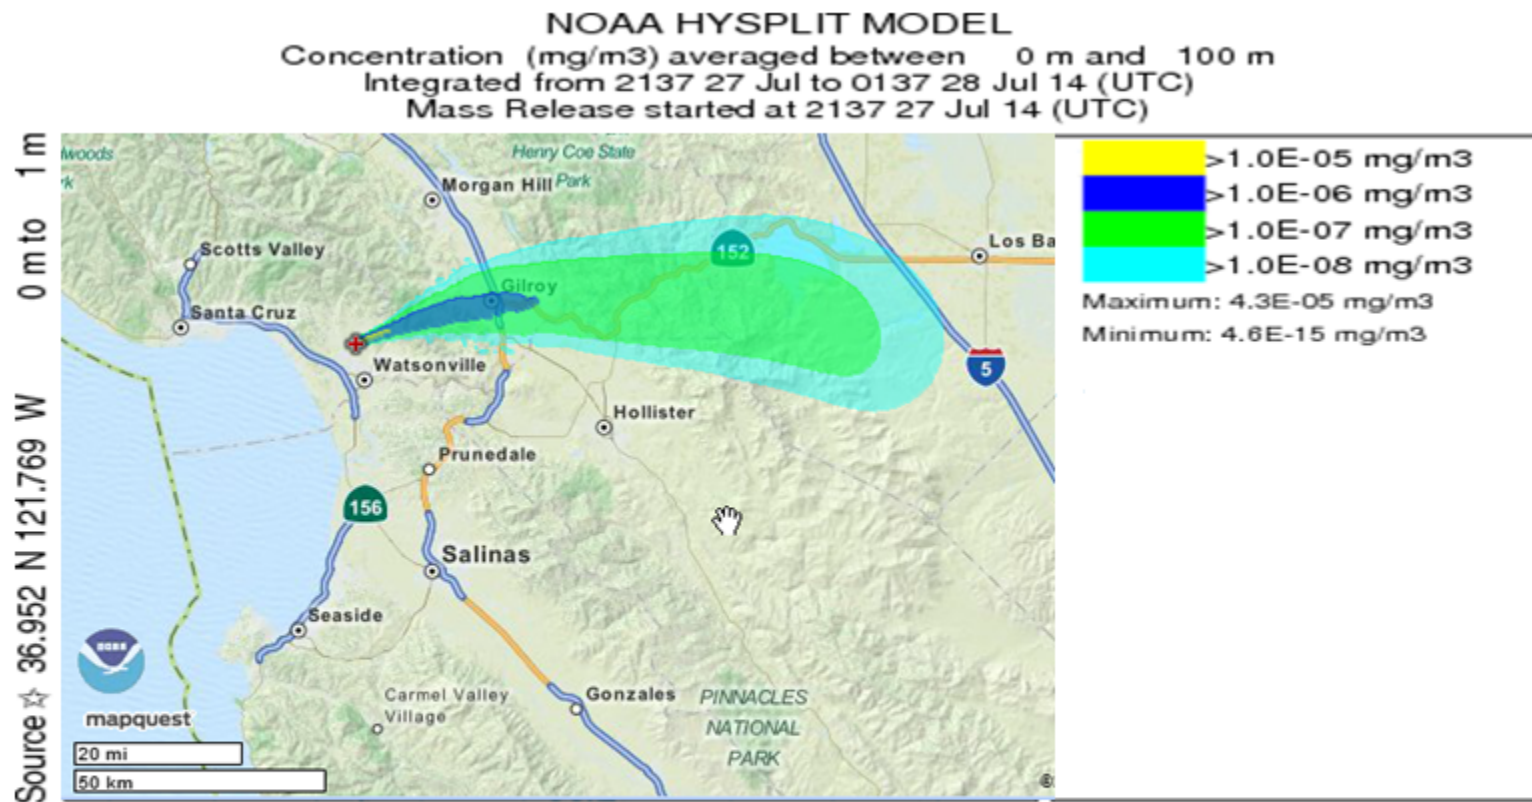 NOAA HYSPLIT MODEL
Concentration (mg/m3) averaged between 0 m and 100 m
Integrated from 2137 27 Jul to 0137 28 Jul 14 (UTC)
Mass Release started at 2137 27 Jul 14 (UTC)
Source ☆ 36.952 N 121.769 W 0 m to 1 m
>1.0E-05 mg/m3
>1.0E-06 mg/m3
>1.0E-07 mg/m3
>1.0E-08 mg/m3
Maximum: 4.3E-05 mg/m3
Minimum: 4.6E-15 mg/m3
lwoods
rk
Henry Coe State
Park
Morgan Hill
Scotts Valley
152
Los Ba
Gilroy
Santa Cruz
Watsonville
5
Hollister
Prunedale
156
Salinas
Seaside
NOAA
Carmel Valley
Village
Gonzales
PINNACLES
NATIONAL
PARK
mapquest
20 mi
50 km
©